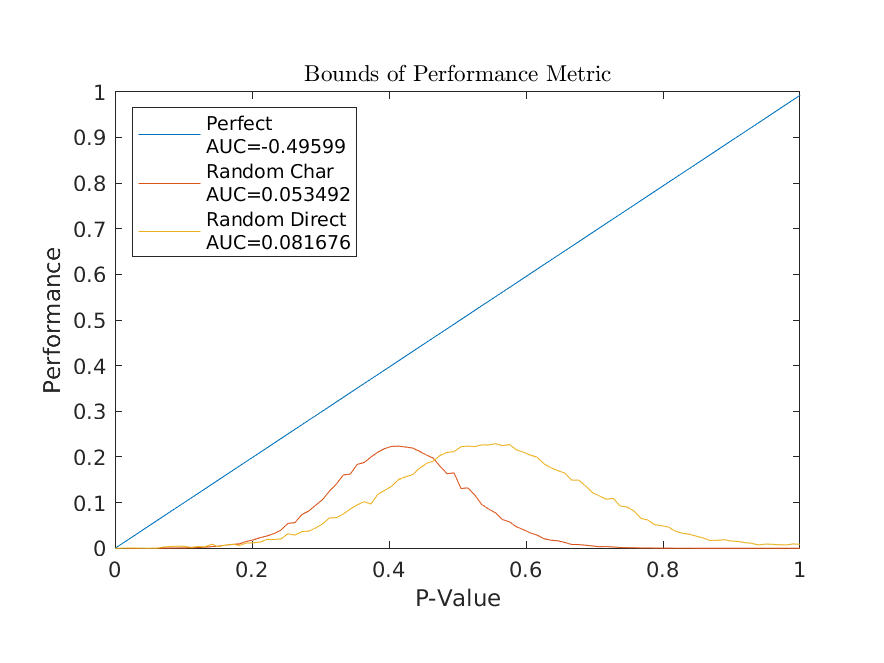 Bounds of Performance Metric
1
0.9
0.8
0.7
0.6
0.5
0.4
0.3
0.2
0.1
0
Performance
Perfect
AUC=-0.49599
Random Char
AUC=0.053492
Random Direct
AUC=0.081676
0 0.2 0.4 0.6 0.8 1
P-Value